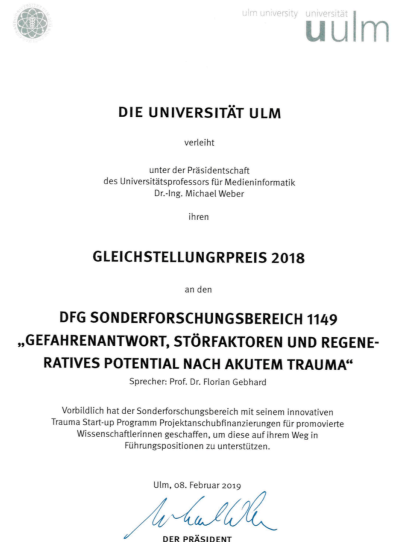 ulm university universität
uulm
DIE UNIVERSITÄT ULM
verleiht
unter der Präsidentschaft
des Universitätsprofessors für Medieninformatik
Dr.-Ing. Michael Weber
ihren
GLEICHSTELLUNGRPREIS 2018
an den
DFG SONDERFORSCHUNGSBEREICH 1149
„GEFAHRENANTWORT, STÖRFAKTOREN UND REGENE-
RATIVES POTENTIAL NACH AKUTEM TRAUMA“
Sprecher: Prof. Dr. Florian Gebhard
Vorbildlich hat der Sonderforschungsbereich mit seinem innovativen
Trauma Start-up Programm Projektanschubfinanzierungen für promovierte
Wissenschaftlerinnen geschaffen, um diese auf ihrem Weg in
Führungspositionen zu unterstützen.
Ulm, 08. Februar 2019
DER PRÄSIDENT